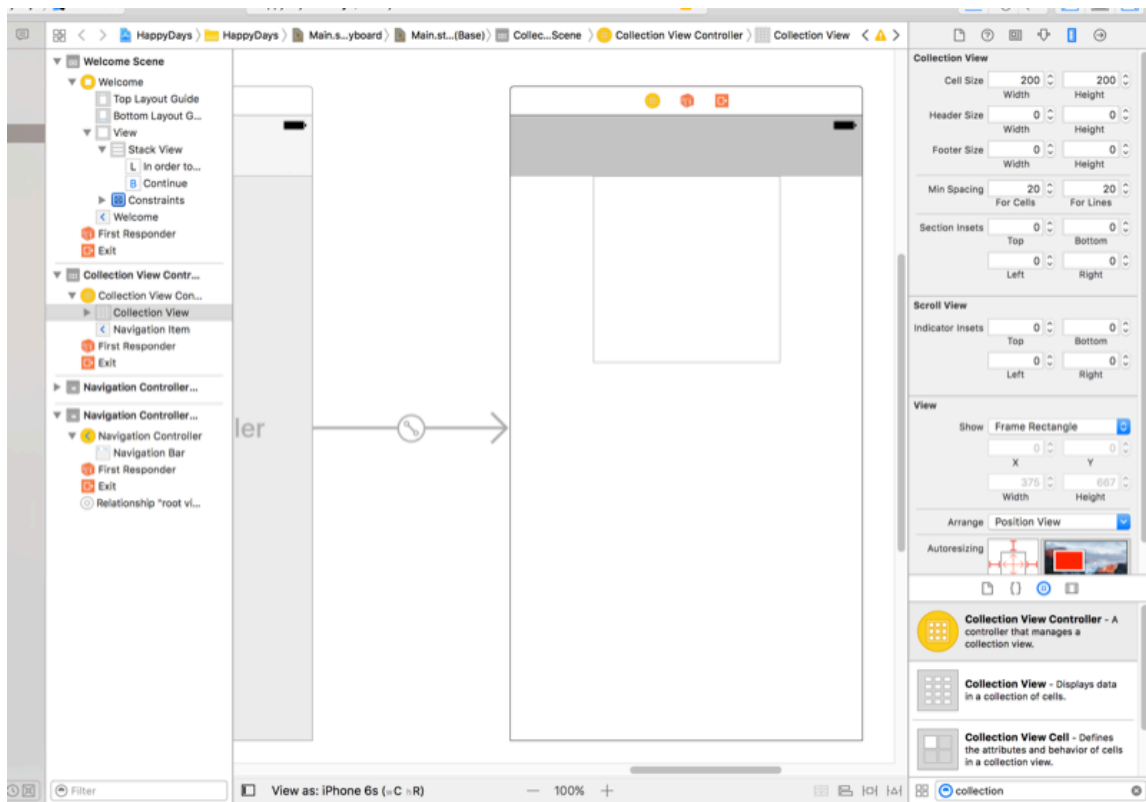 HappyDays
HappyDays
Main.s...yboard
Main.st...(Base)
Collec...Scene
Collection View Controller
Collection View
Welcome Scene
Welcome
Top Layout Guide
Bottom Layout G...
View
Stack View
L In order to...
B Continue
Constraints
Welcome
First Responder
Exit
Collection View Contr...
Collection View Con...
Collection View
Navigation Item
First Responder
Exit
Navigation Controller...
Navigation Controller...
Navigation Controller
Navigation Bar
First Responder
Exit
Relationship "root vi...
Filter
ler
View as: iPhone 6s (wC hR)
100%
Collection View
Cell Size 200 200
Width Height
Header Size 0 0
Width Height
Footer Size 0 0
Width Height
Min Spacing 20 20
For Cells For Lines
Section Insets 0 0
Top Bottom
0 0
Left Right
Scroll View
Indicator Insets 0 0
Top Bottom
0 0
Left Right
View
Show Frame Rectangle
0 0
X Y
375 667
Width Height
Arrange Position View
Autoresizing
Collection View Controller - A
controller that manages a
collection view.
Collection View - Displays data
in a collection of cells.
Collection View Cell - Defines
the attributes and behavior of cells
in a collection view.
collection